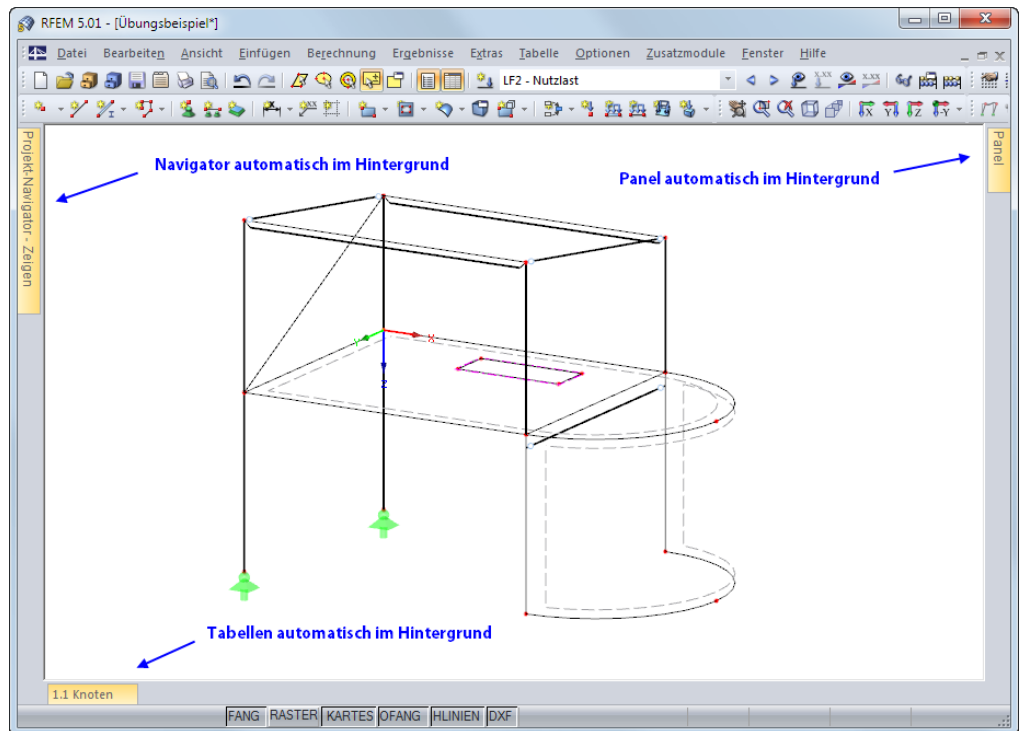 RFEM 5.01 - [Übungsbeispiel*]
Datei Bearbeiten Ansicht Einfügen Berechnung Ergebnisse Extras Tabelle Optionen Zusatzmodule Fenster Hilfe
LF2 - Nutzlast
Projekt-Navigator - Zeigen
Navigator automatisch im Hintergrund
Panel automatisch im Hintergrund
Panel
Y
X
Z
Tabellen automatisch im Hintergrund
1.1 Knoten
FANG RASTER KARTES OFANG HLINIEN DXF